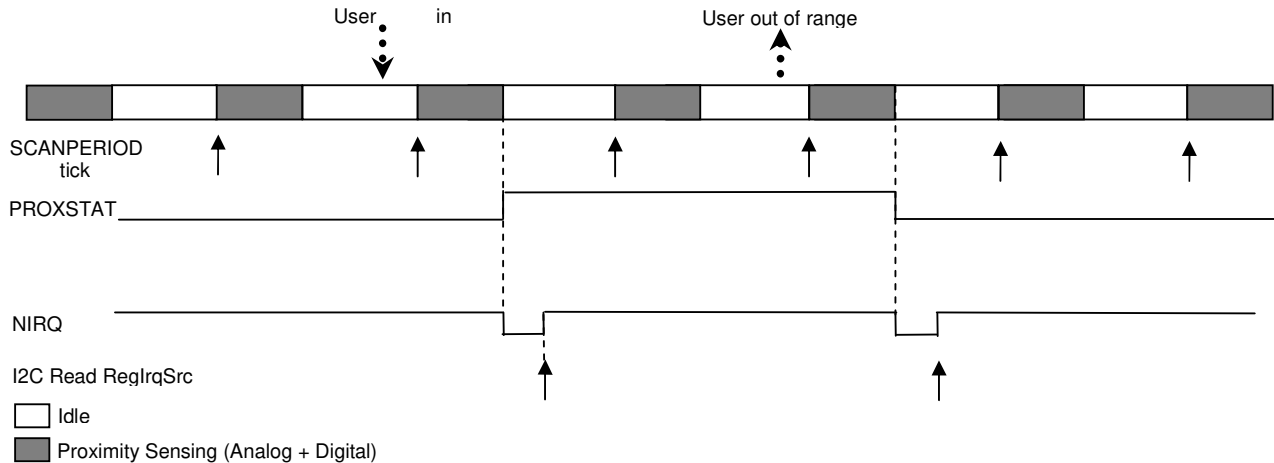 User in
User out of range
SCANPERIOD
tick
PROXSTAT
NIRQ
I2C Read RegIrqSrc
Idle
Proximity Sensing (Analog + Digital)